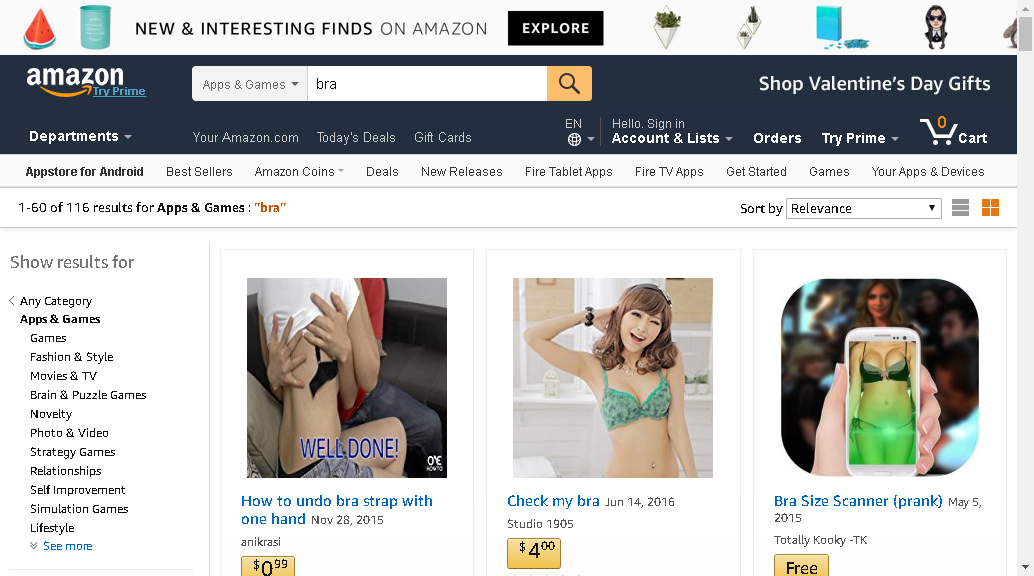 NEW & INTERESTING FINDS ON AMAZON EXPLORE
amazon
Try Prime
Apps & Games
bra
Shop Valentine's Day Gifts
Departments
Your Amazon.com Today's Deals Gift Cards
EN
Hello. Sign in
Account & Lists
Orders
Try Prime
0
Cart
Appstore for Android Best Sellers Amazon Coins Deals New Releases Fire Tablet Apps Fire TV Apps Get Started Games Your Apps & Devices
1-60 of 116 results for Apps & Games : "bra"
Sort by Relevance
Show results for
Any Category
Apps & Games
Games
Fashion & Style
Movies & TV
Brain & Puzzle Games
Novelty
Photo & Video
Strategy Games
Relationships
Self Improvement
Simulation Games
Lifestyle
See more
WELL DONE!
HOWTO
How to undo bra strap with
one hand Nov 28, 2015
anikrasi
$0.99
Check my bra Jun 14, 2016
Studio 1905
$4.00
Bra Size Scanner (prank) May 5,
2015
Totally Kooky -TK
Free